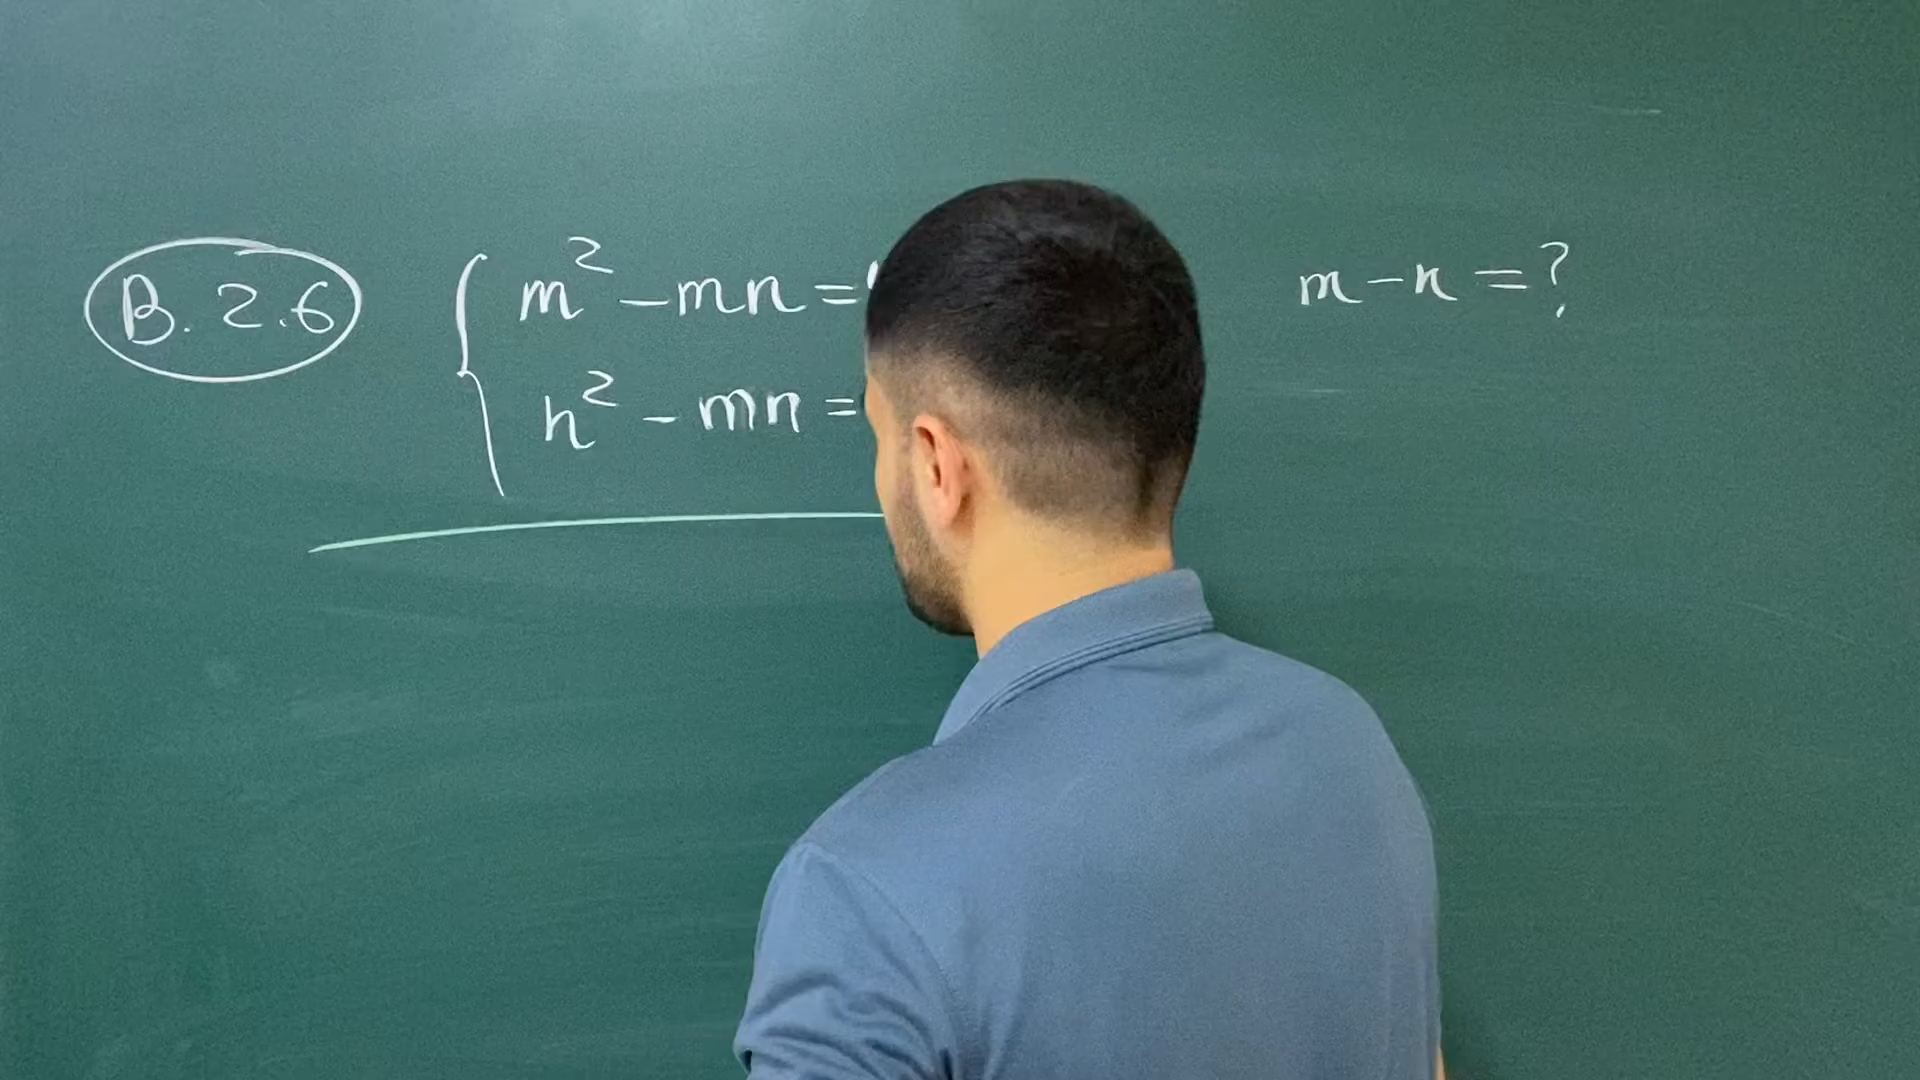 B. 2.6
m² – mn =
n² – mn =
m – n = ?